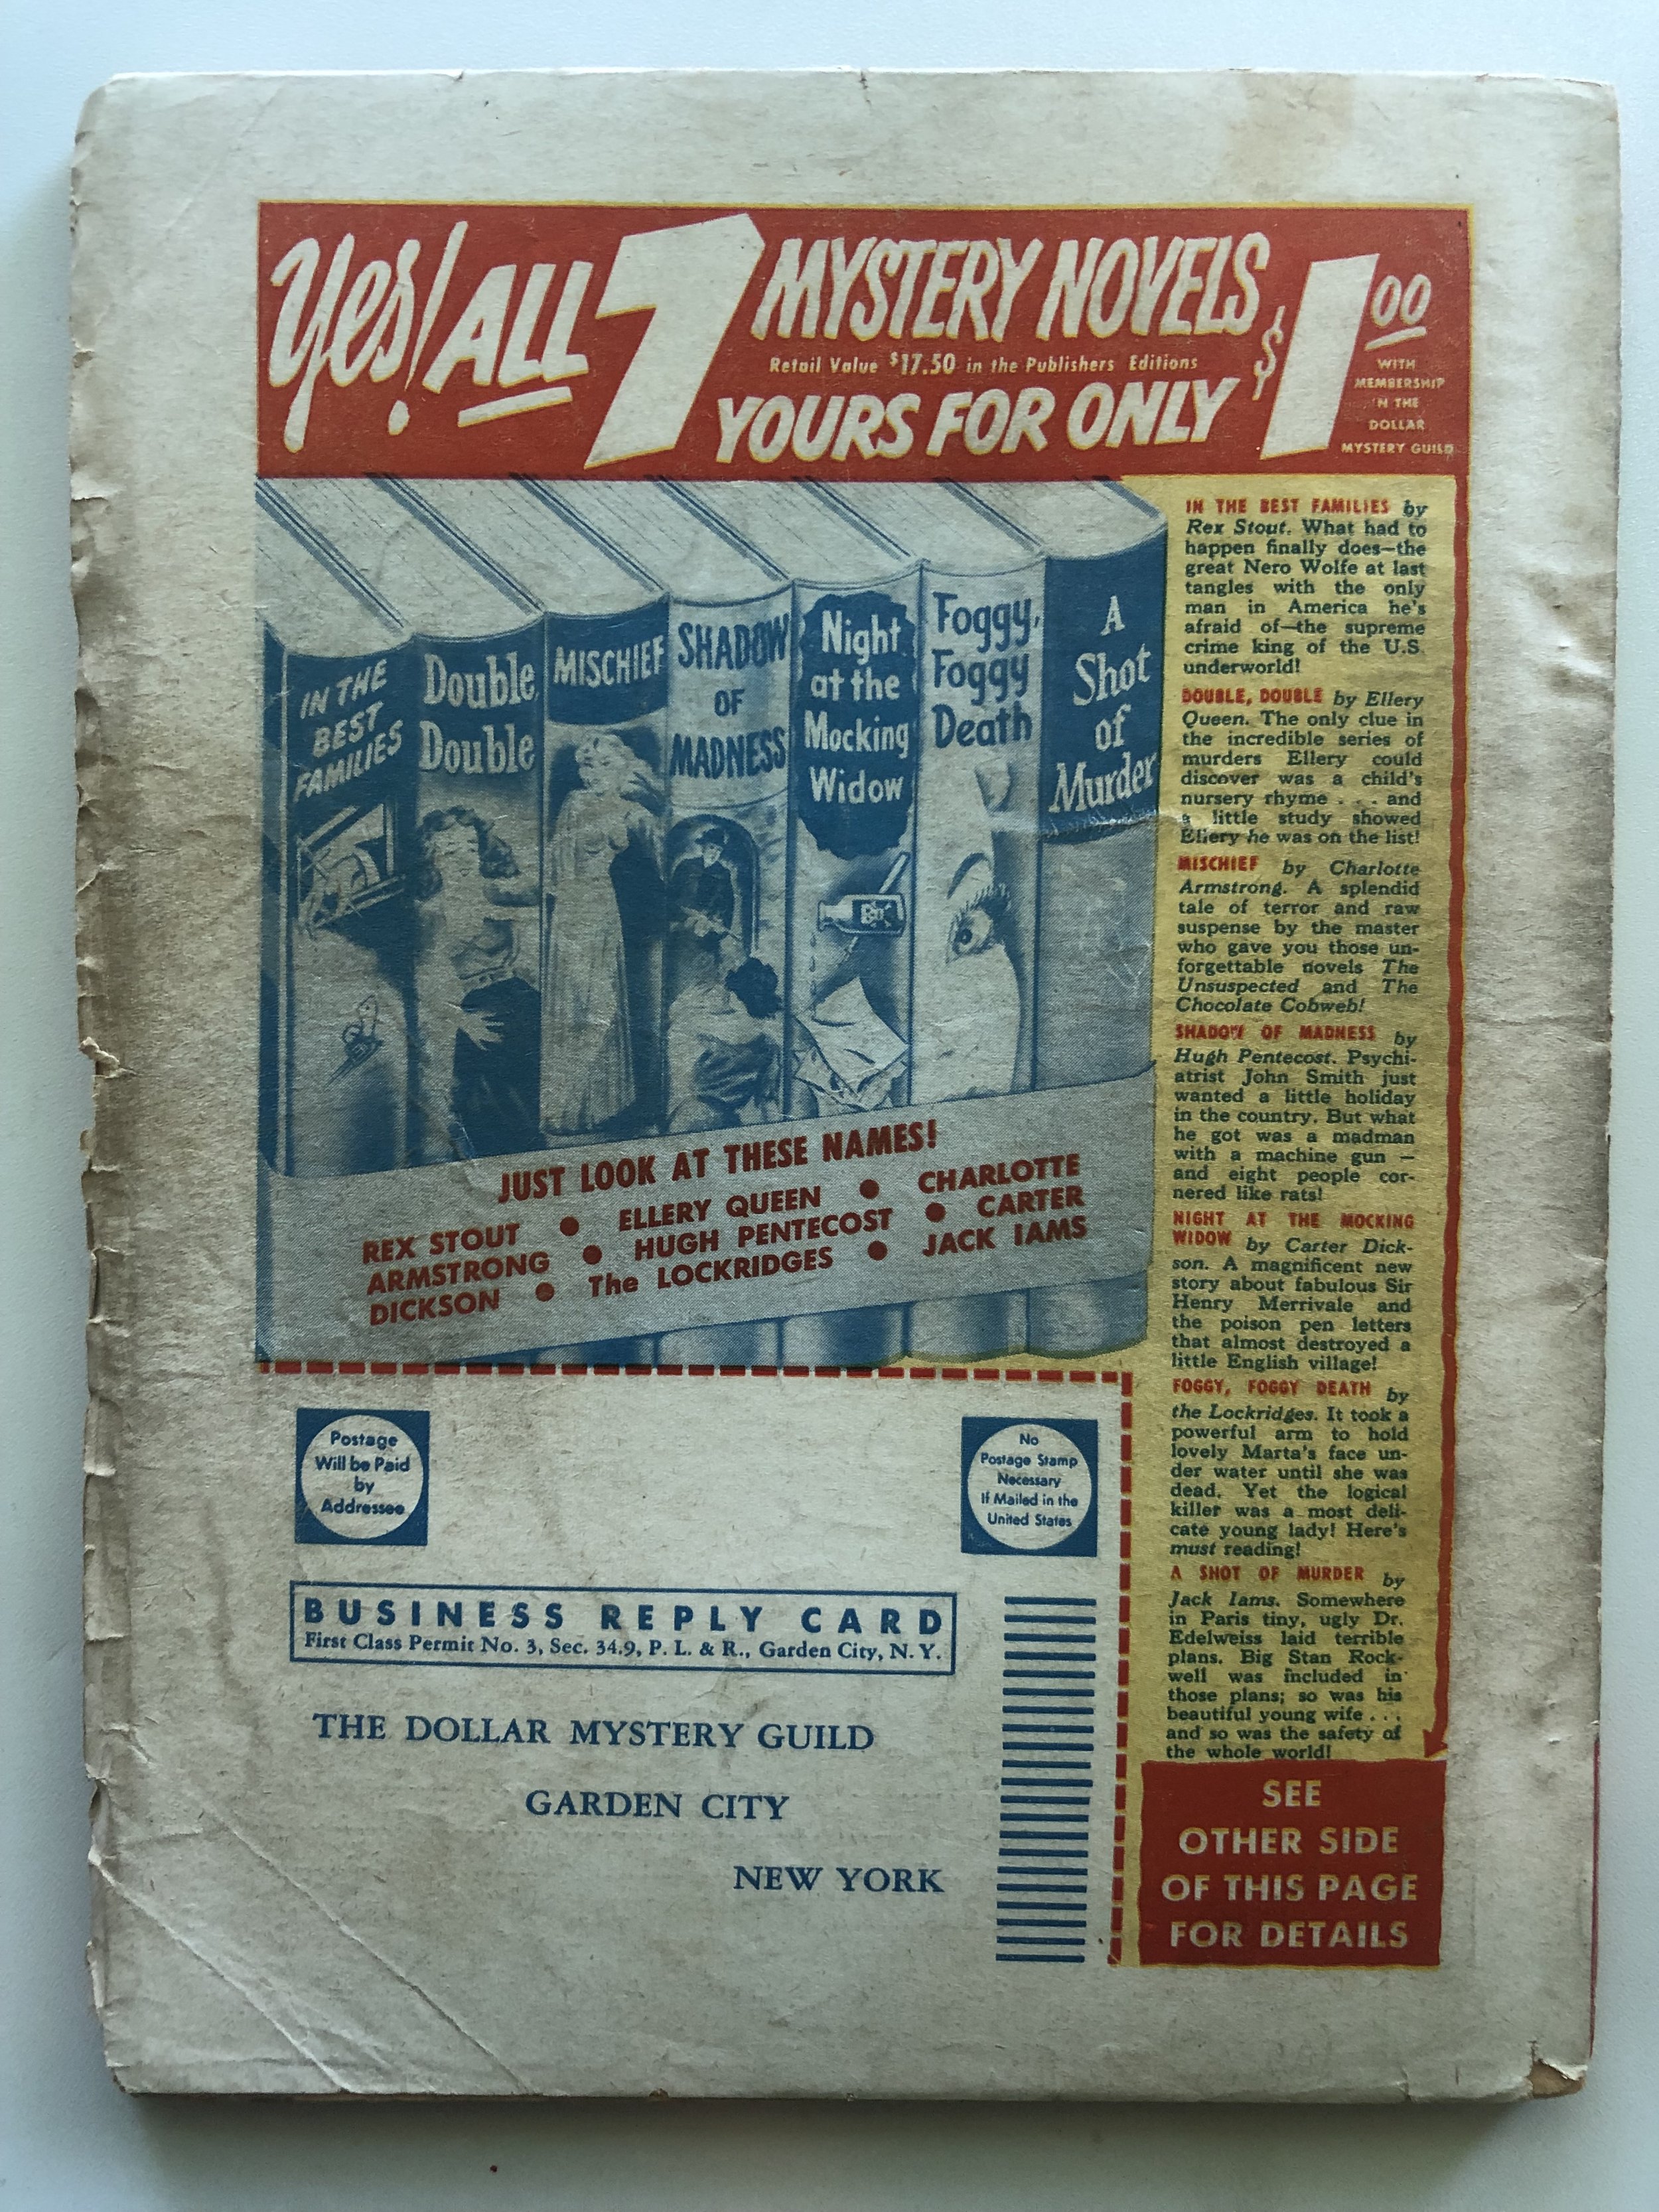 Yes! ALL 7 MYSTERY NOVELS
Retail Value $17.50 in the Publishers Editions
YOURS FOR ONLY $1.00
WITH
MEMBERSHIP
'N THE
DOLLAR
MYSTERY GUILD
IN THE
BEST
FAMILIES
Double
Double
MISCHIEF
SHADOW
OF
MADNESS
Night
at the
Mocking
Widow
Foggy,
Foggy
Death
A
Shot
of
Murder
JUST LOOK AT THESE NAMES!
REX STOUT • ELLERY QUEEN • CHARLOTTE
ARMSTRONG • HUGH PENTECOST • CARTER
DICKSON • The LOCKRIDGES • JACK IAMS
IN THE BEST FAMILIES by
Rex Stout. What had to
happen finally does—the
great Nero Wolfe at last
tangles with the only
man in America he's
afraid of—the supreme
crime king of the U.S.
underworld!
DOUBLE, DOUBLE by Ellery
Queen. The only clue in
the incredible series of
murders Ellery could
discover was a child's
nursery rhyme . . . and
a little study showed
Ellery he was on the list!
MISCHIEF by Charlotte
Armstrong. A splendid
tale of terror and raw
suspense by the master
who gave you those un-
forgettable novels The
Unsuspected and The
Chocolate Cobweb!
SHADOW OF MADNESS by
Hugh Pentecost. Psychi-
atrist John Smith just
wanted a little holiday
in the country. But what
he got was a madman
with a machine gun —
and eight people cor-
nered like rats!
NIGHT AT THE MOCKING
WIDOW by Carter Dick-
son. A magnificent new
story about fabulous Sir
Henry Merrivale and
the poison pen letters
that almost destroyed a
little English village!
FOGGY, FOGGY DEATH by
the Lockridges. It took a
powerful arm to hold
lovely Marta's face un-
der water until she was
dead. Yet the logical
killer was a most deli-
cate young lady! Here's
must reading!
A SHOT OF MURDER by
Jack Iams. Somewhere
in Paris tiny, ugly Dr.
Edelweiss laid terrible
plans. Big Stan Rock-
well was included in
those plans; so was his
beautiful young wife . . .
and so was the safety of
the whole world!
SEE
OTHER SIDE
OF THIS PAGE
FOR DETAILS
Postage
Will be Paid
by
Addressee
No
Postage Stamp
Necessary
If Mailed in the
United States
BUSINESS REPLY CARD
First Class Permit No. 3, Sec. 34.9, P. L. & R., Garden City, N. Y.
THE DOLLAR MYSTERY GUILD
GARDEN CITY
NEW YORK